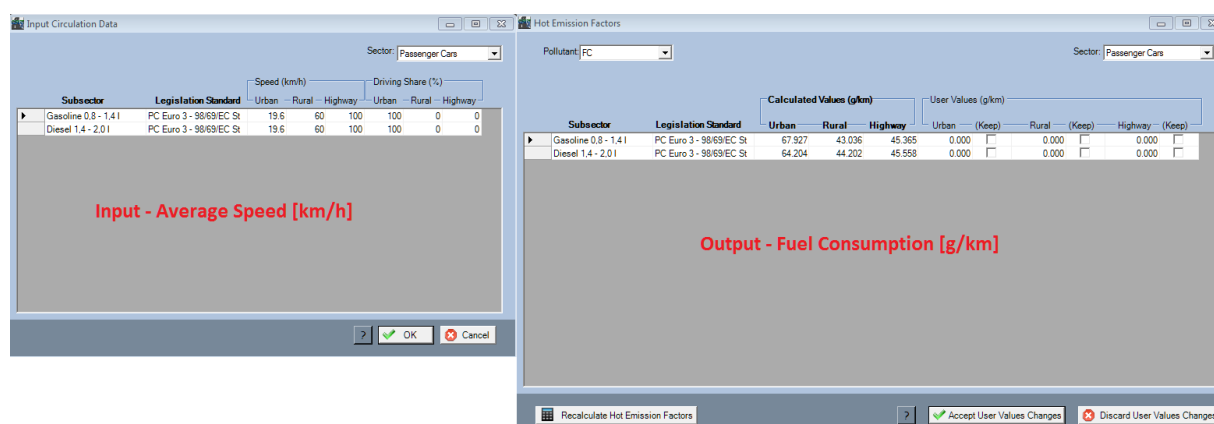 Input Circulation Data
Sector: Passenger Cars
Speed (km/h) Driving Share (%)
Subsector Legislation Standard Urban Rural Highway Urban Rural Highway
Gasoline 0,8 - 1,4 l PC Euro 3 - 98/69/EC St 19.6 60 100 100 0 0
Diesel 1,4 - 2,0 l PC Euro 3 - 98/69/EC St 19.6 60 100 100 0 0
Input - Average Speed [km/h]
? OK Cancel
Hot Emission Factors
Pollutant: FC Sector: Passenger Cars
Calculated Values (g/km) User Values (g/km)
Subsector Legislation Standard Urban Rural Highway Urban (Keep) Rural (Keep) Highway (Keep)
Gasoline 0,8 - 1,4 l PC Euro 3 - 98/69/EC St 67.927 43.036 45.365 0.000 0.000 0.000
Diesel 1,4 - 2,0 l PC Euro 3 - 98/69/EC St 64.204 44.202 45.558 0.000 0.000 0.000
Output - Fuel Consumption [g/km]
Recalculate Hot Emission Factors ? Accept User Values Changes Discard User Values Changes